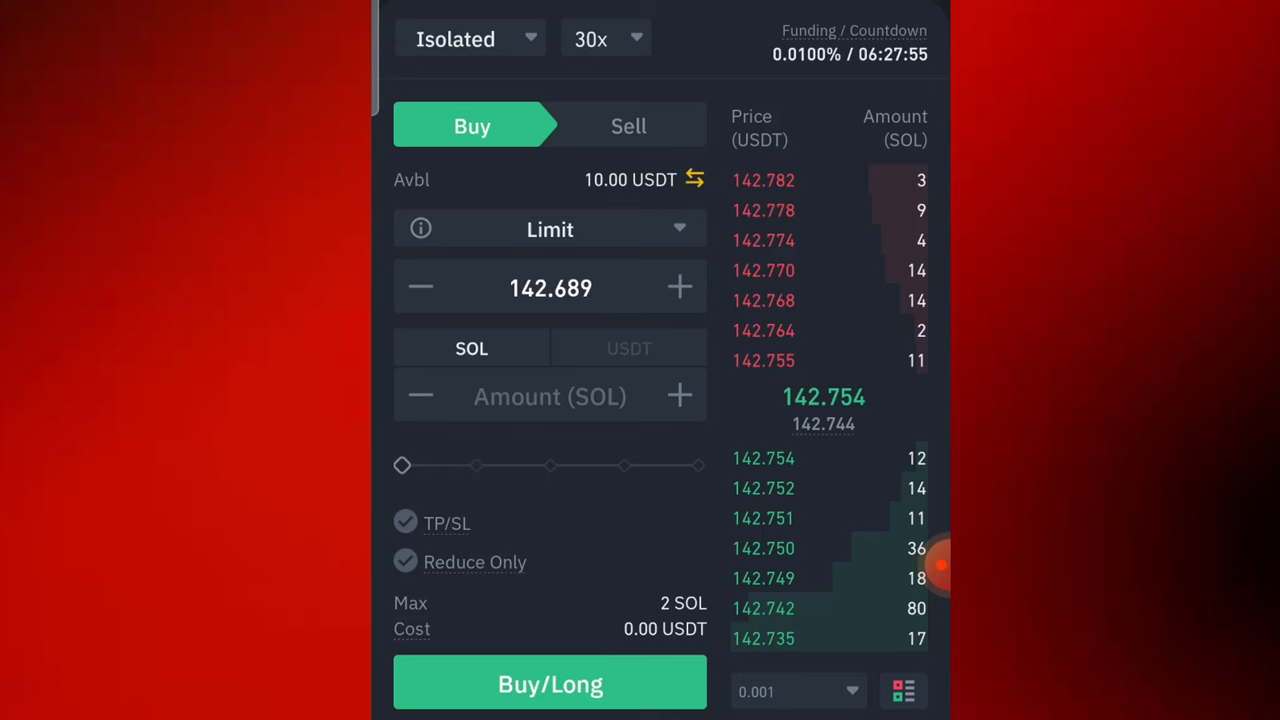 Isolated 30x Funding / Countdown
0.0100% / 06:27:55
Buy Sell Price Amount
(USDT) (SOL)
Avbl 10.00 USDT 142.782 3
142.778 9
Limit 142.774 4
142.770 14
142.689 142.768 14
142.764 2
SOL USDT 142.755 11
Amount (SOL) 142.754
142.744
142.754 12
142.752 14
TP/SL 142.751 11
142.750 36
Reduce Only 142.749 18
Max 2 SOL 142.742 80
Cost 0.00 USDT 142.735 17
Buy/Long 0.001